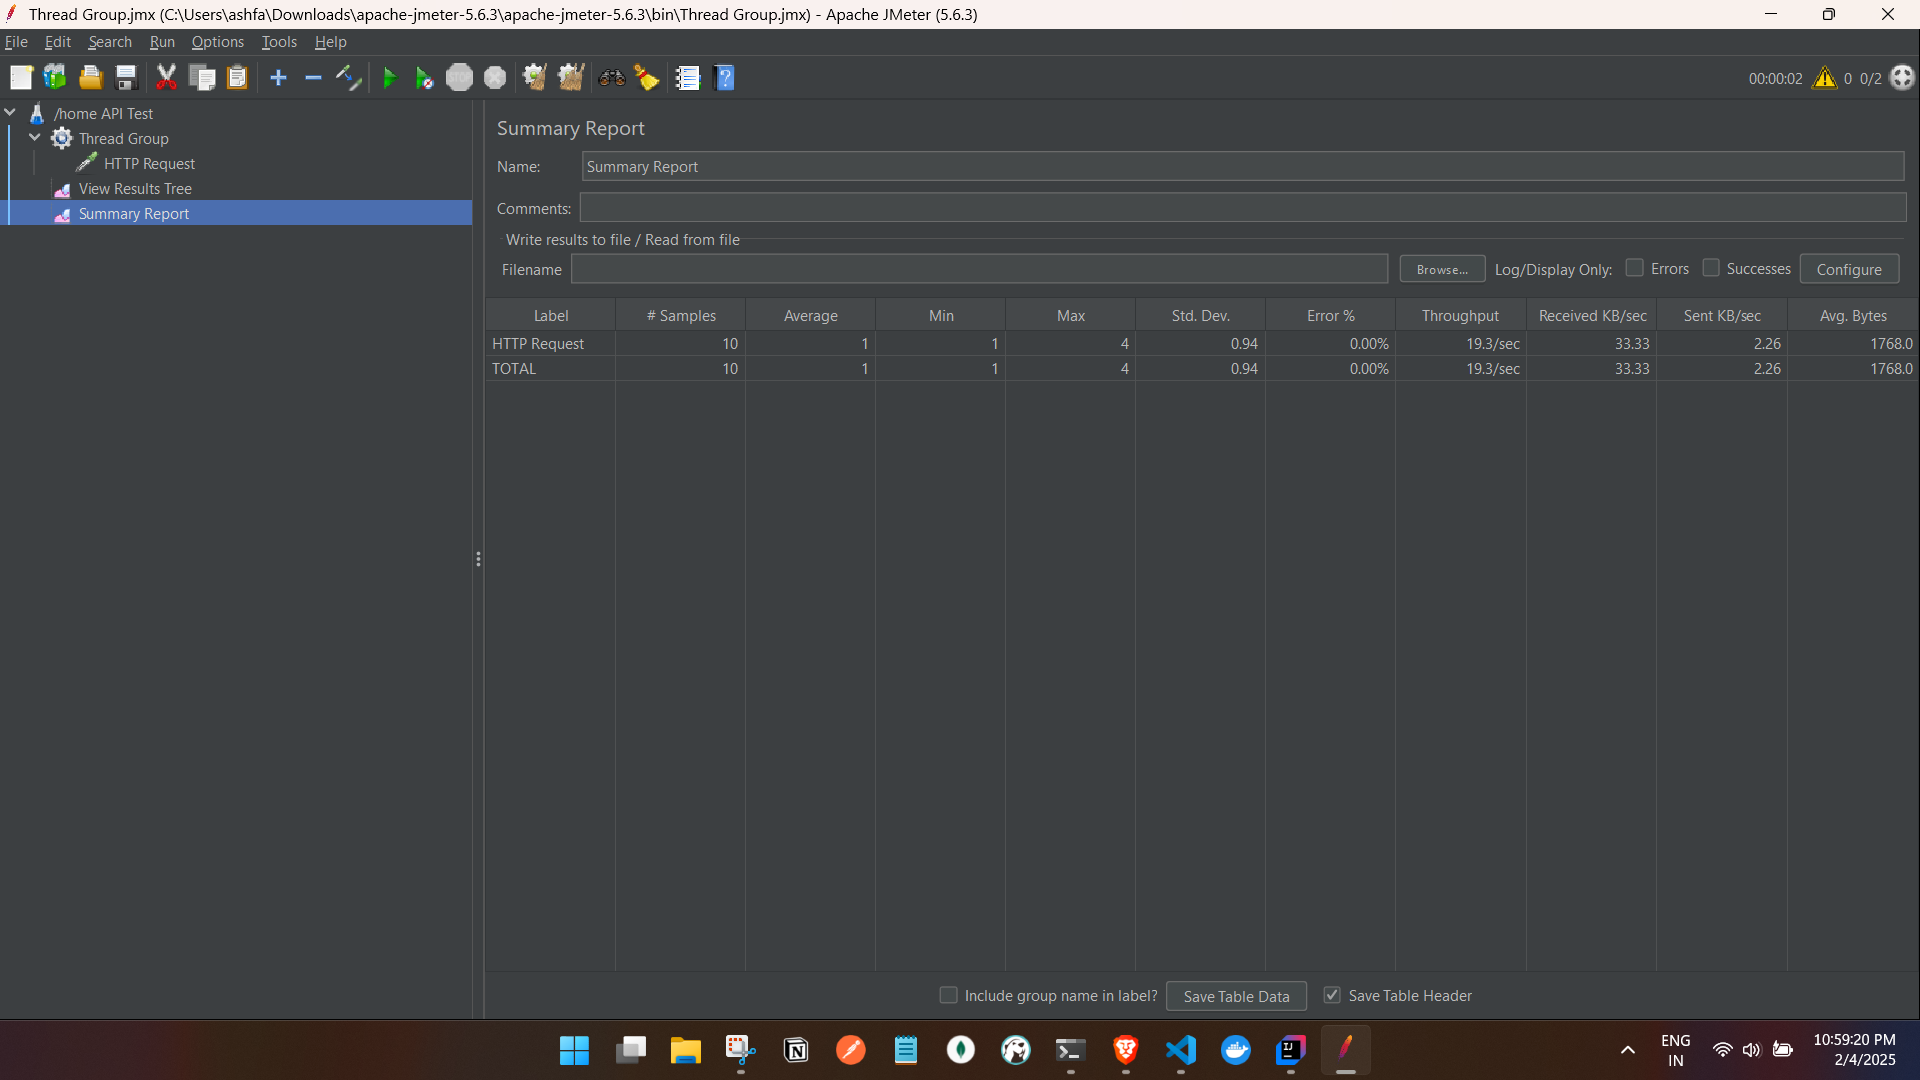 Thread Group.jmx (C:\Users\ashfa\Downloads\apache-jmeter-5.6.3\apache-jmeter-5.6.3\bin\Thread Group.jmx) - Apache JMeter (5.6.3)
File Edit Search Run Options Tools Help
STOP ? 00:00:02 0 0/2
/home API Test
Thread Group
HTTP Request
View Results Tree
Summary Report
Summary Report
Name: Summary Report
Comments:
Write results to file / Read from file
Filename Browse... Log/Display Only: Errors Successes Configure
Label # Samples Average Min Max Std. Dev. Error % Throughput Received KB/sec Sent KB/sec Avg. Bytes
HTTP Request 10 1 1 4 0.94 0.00% 19.3/sec 33.33 2.26 1768.0
TOTAL 10 1 1 4 0.94 0.00% 19.3/sec 33.33 2.26 1768.0
Include group name in label? Save Table Data Save Table Header
ENG
IN
10:59:20 PM
2/4/2025